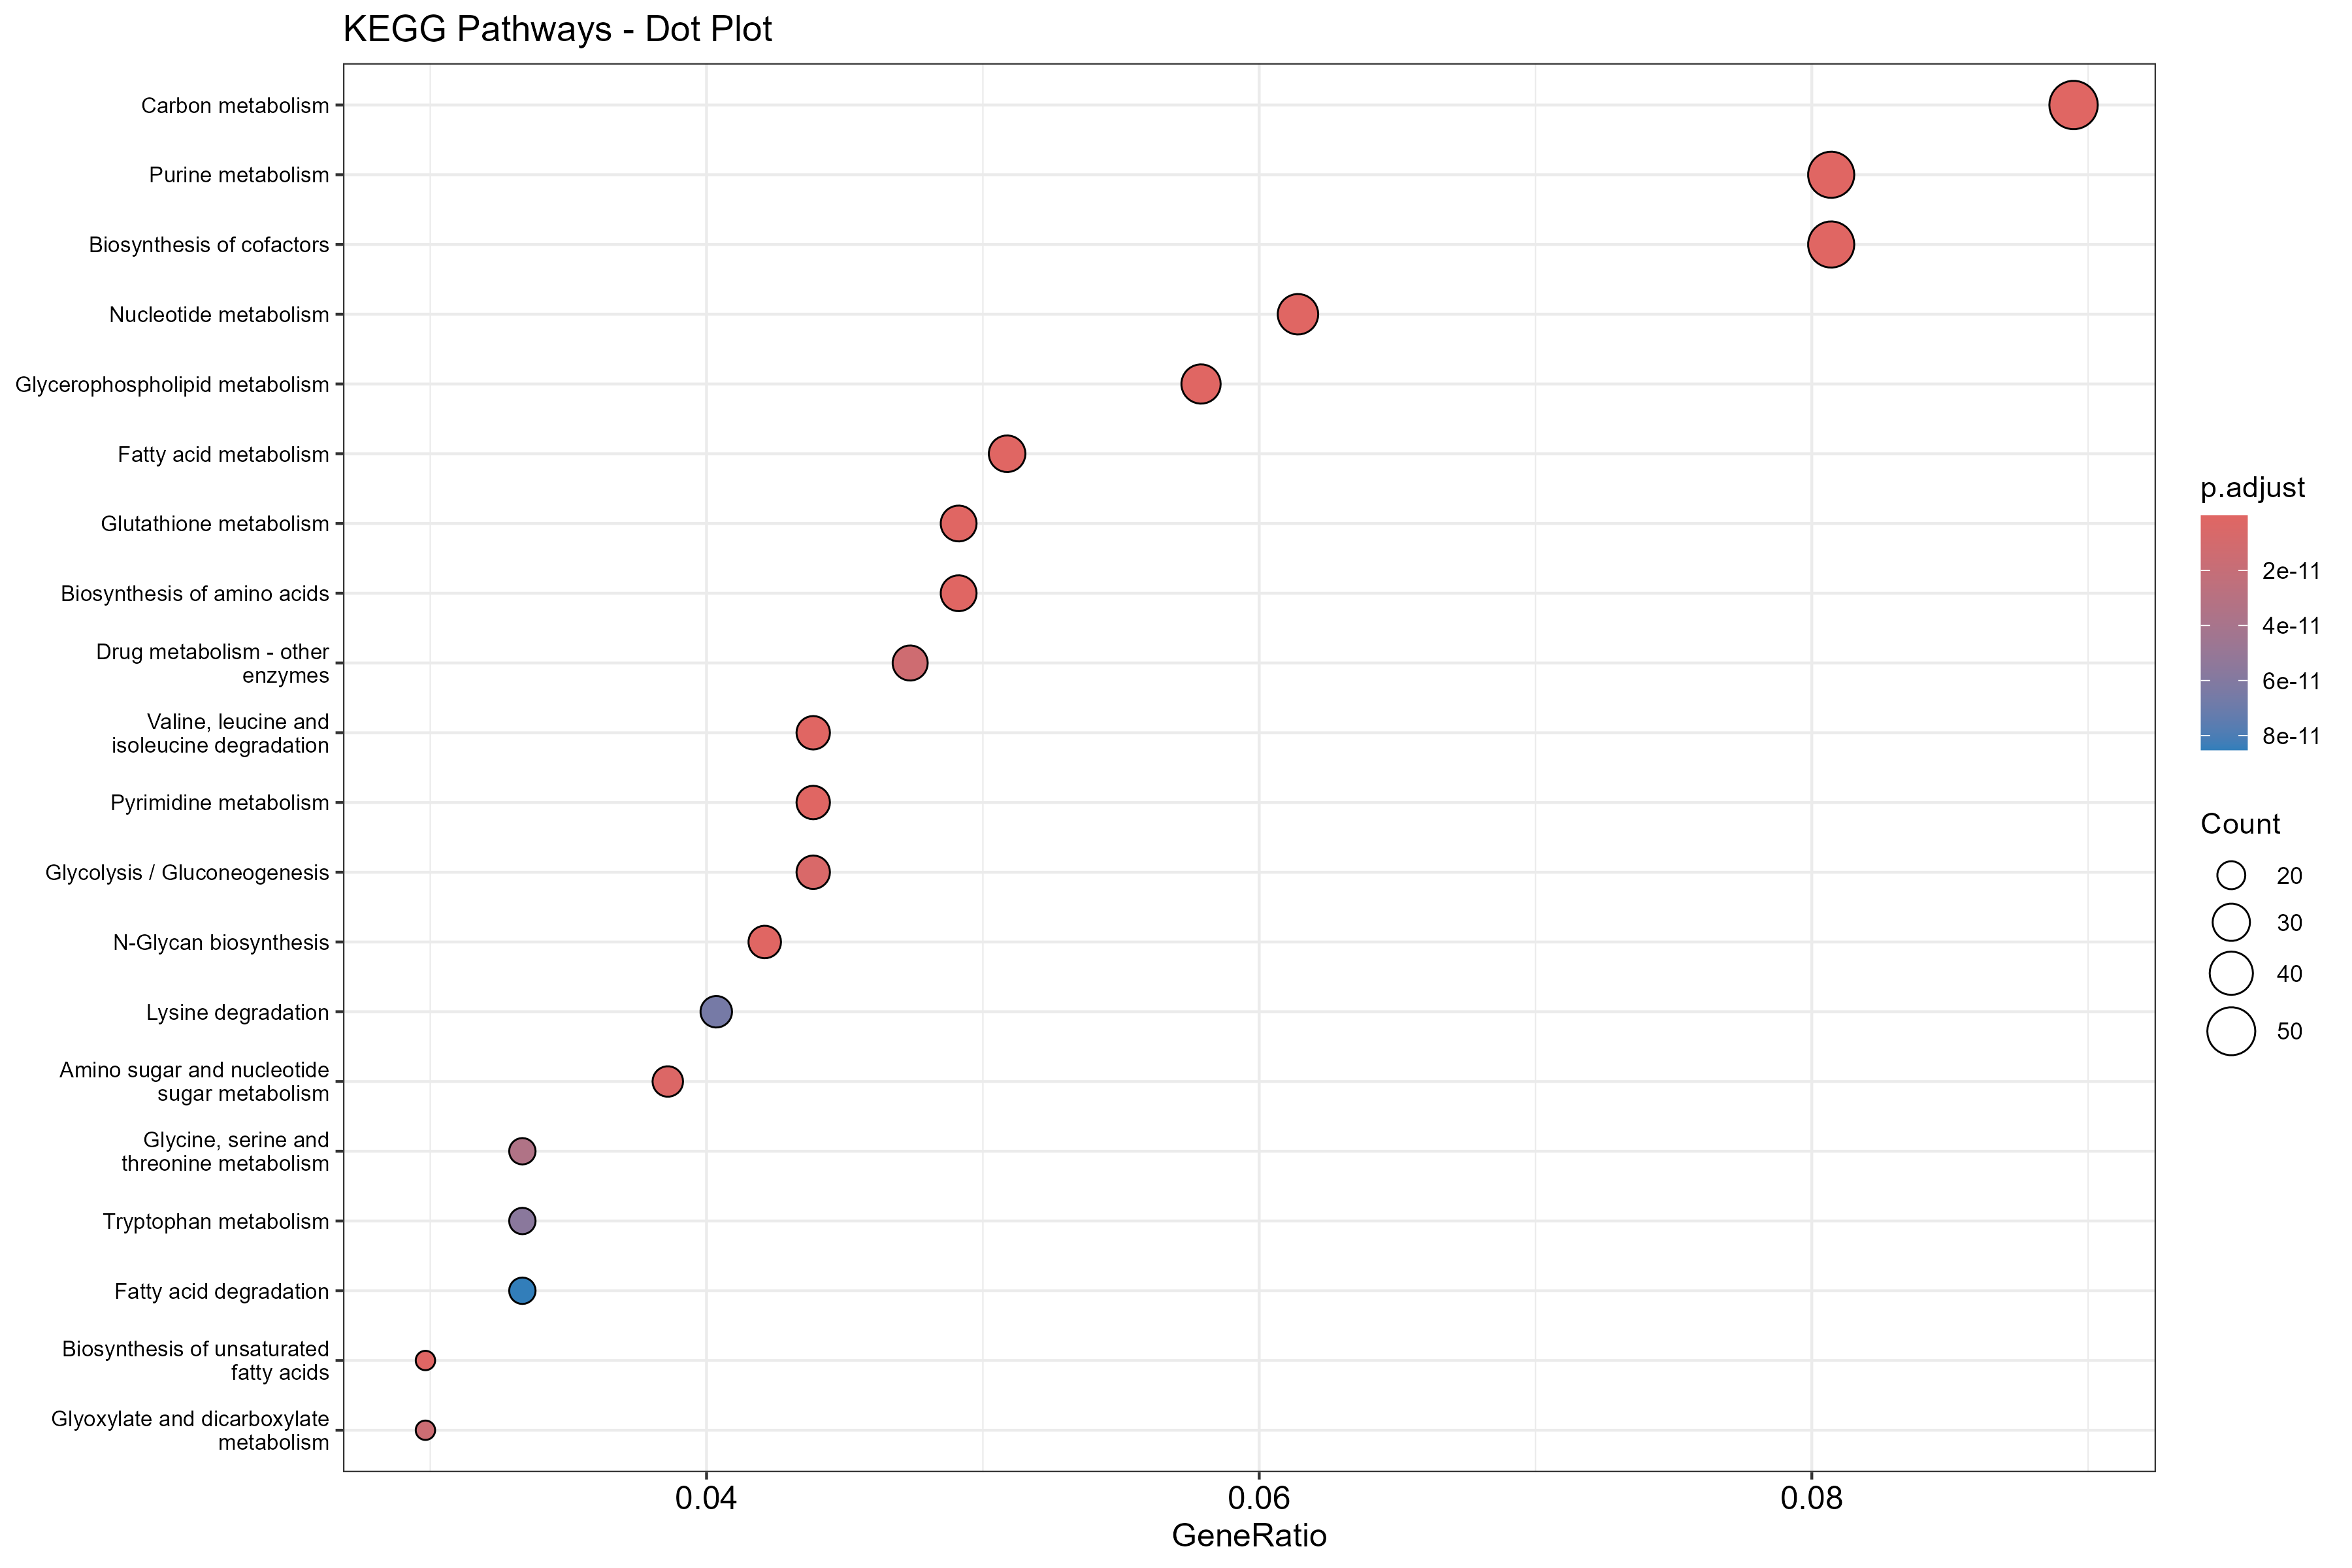 KEGG Pathways - Dot Plot
Carbon metabolism
Purine metabolism
Biosynthesis of cofactors
Nucleotide metabolism
Glycerophospholipid metabolism
Fatty acid metabolism
Glutathione metabolism
Biosynthesis of amino acids
Drug metabolism - other
enzymes
Valine, leucine and
isoleucine degradation
Pyrimidine metabolism
Glycolysis / Gluconeogenesis
N-Glycan biosynthesis
Lysine degradation
Amino sugar and nucleotide
sugar metabolism
Glycine, serine and
threonine metabolism
Tryptophan metabolism
Fatty acid degradation
Biosynthesis of unsaturated
fatty acids
Glyoxylate and dicarboxylate
metabolism
0.04
0.06
0.08
GeneRatio
p.adjust
2e-11
4e-11
6e-11
8e-11
Count
20
30
40
50